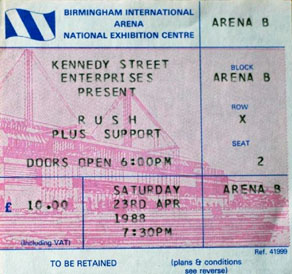 BIRMINGHAM INTERNATIONAL
ARENA
NATIONAL EXHIBITION CENTRE
ARENA B
KENNEDY STREET
ENTERPRISES
PRESENT
BLOCK
ARENA B
ROW
X
RUSH
PLUS SUPPORT
SEAT
2
DOORS OPEN 6:00PM
£ 10.00
(including VAT)
SATURDAY
23RD APR
1988
7:30PM
ARENA B
Ref. 41999
TO BE RETAINED
(plans & conditions
see reverse)